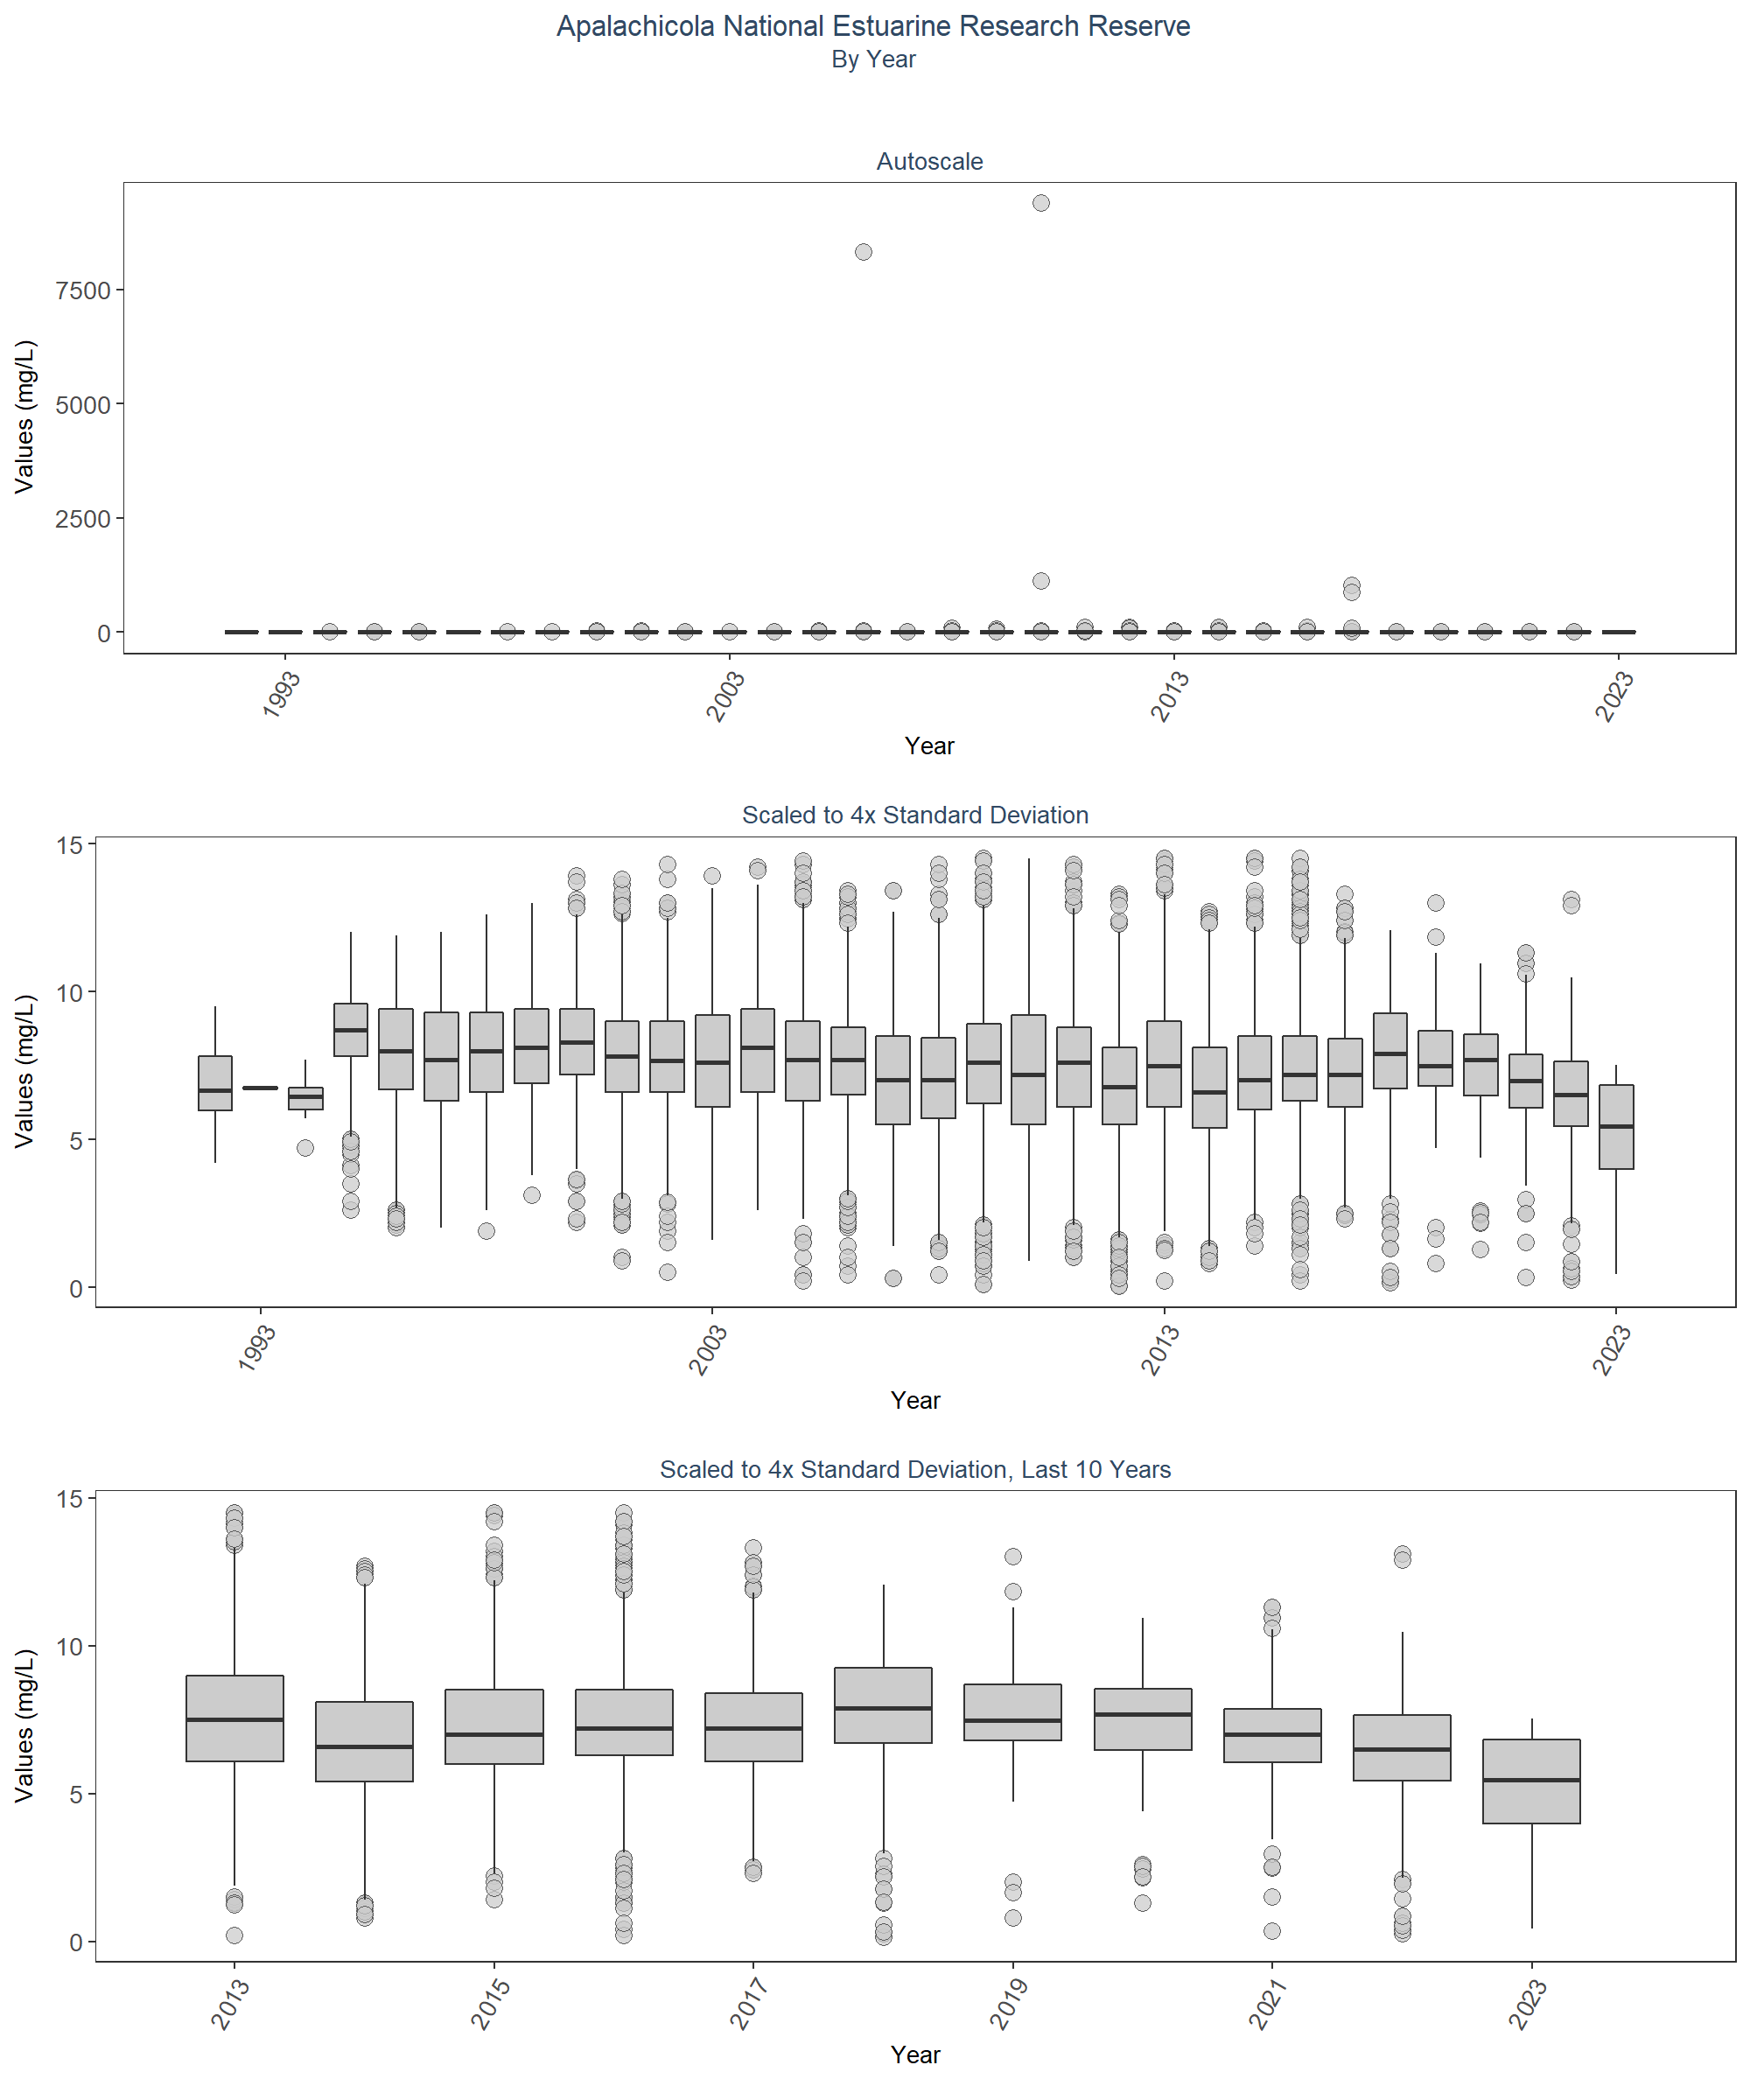 Apalachicola National Estuarine Research Reserve
By Year
Autoscale
Values (mg/L)
7500
5000
2500
0
1993
2003
2013
2023
Year
Scaled to 4x Standard Deviation
Values (mg/L)
15
10
5
0
1993
2003
2013
2023
Year
Scaled to 4x Standard Deviation, Last 10 Years
Values (mg/L)
15
10
5
0
2013
2015
2017
2019
2021
2023
Year